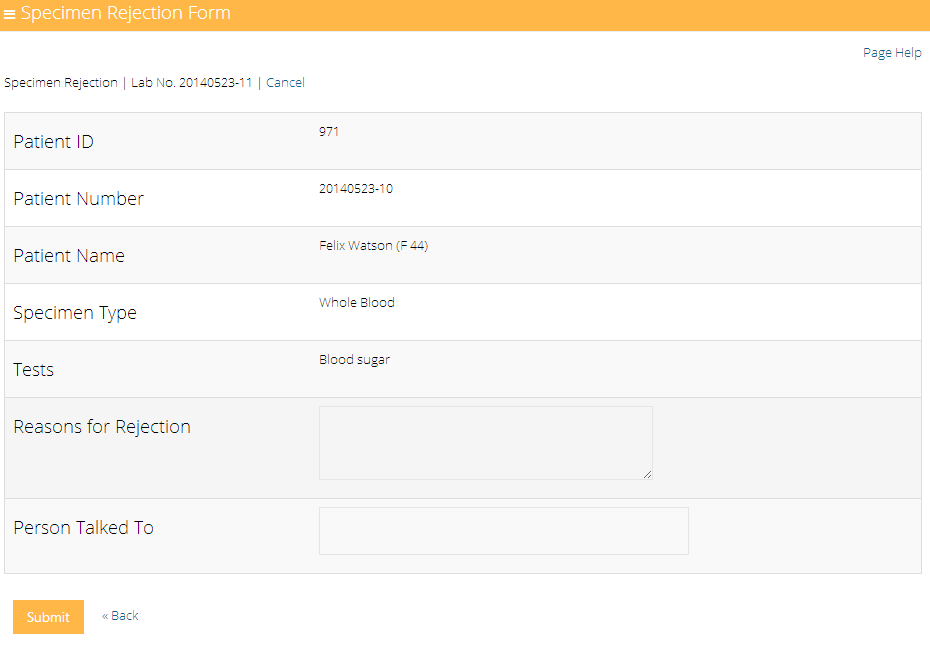 Specimen Rejection Form
Page Help
Specimen Rejection | Lab No. 20140523-11 | Cancel
Patient ID 971
Patient Number 20140523-10
Patient Name Felix Watson (F 44)
Specimen Type Whole Blood
Tests Blood sugar
Reasons for Rejection
Person Talked To
Submit « Back